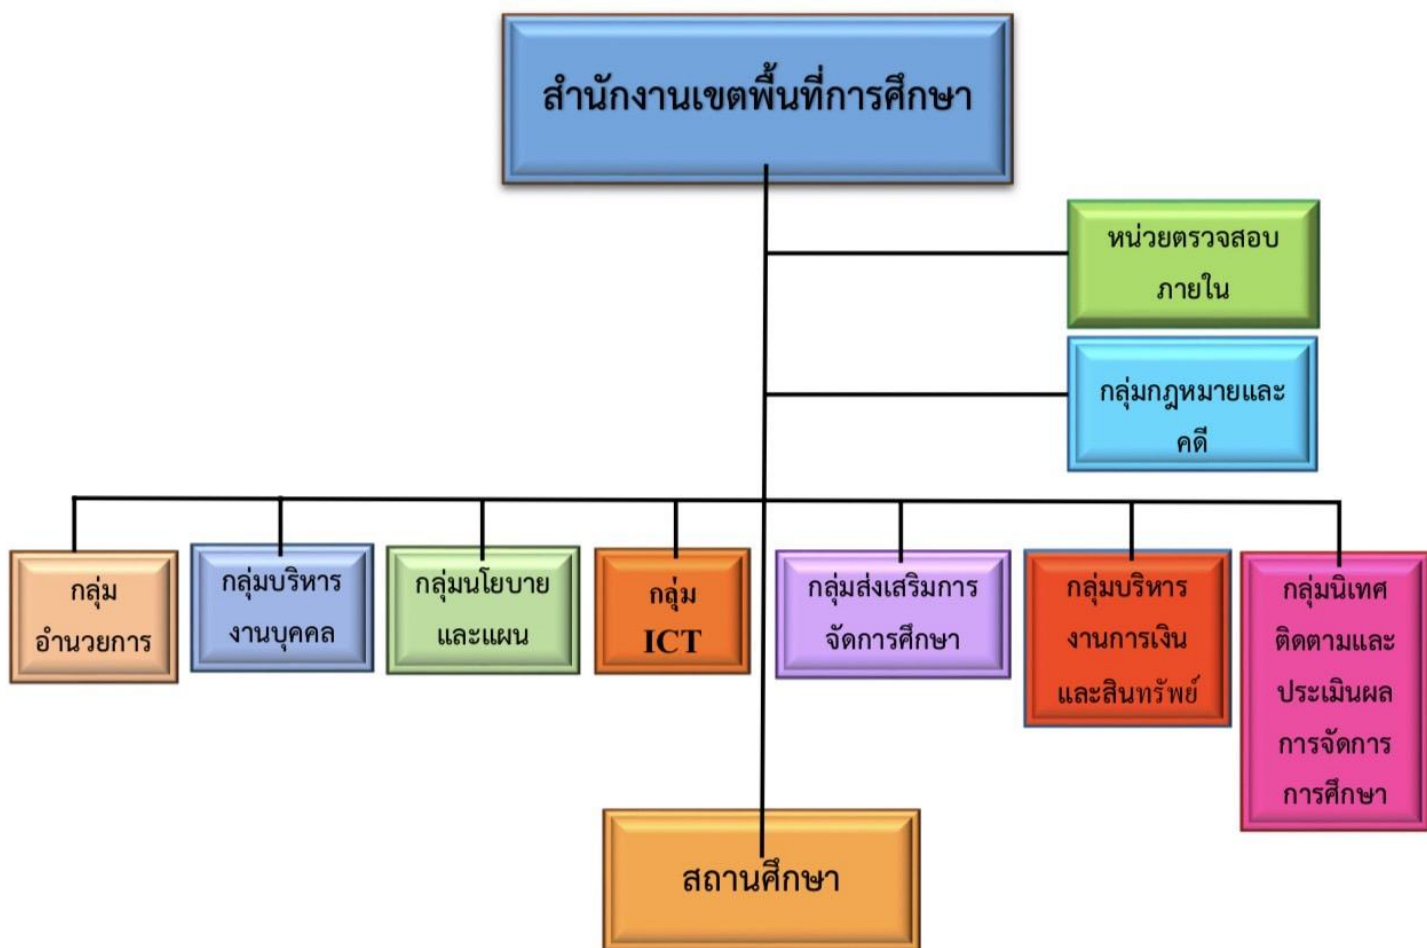 สำนักงานเขตพื้นที่การศึกษา
หน่วยตรวจสอบ
ภายใน
กลุ่มกฎหมายและ
คดี
กลุ่ม
อำนวยการ
กลุ่มบริหาร
งานบุคคล
กลุ่มนโยบาย
และแผน
กลุ่ม
ICT
กลุ่มส่งเสริมการ
จัดการศึกษา
กลุ่มบริหาร
งานการเงิน
และสินทรัพย์
กลุ่มนิเทศ
ติดตามและ
ประเมินผล
การจัดการ
การศึกษา
สถานศึกษา